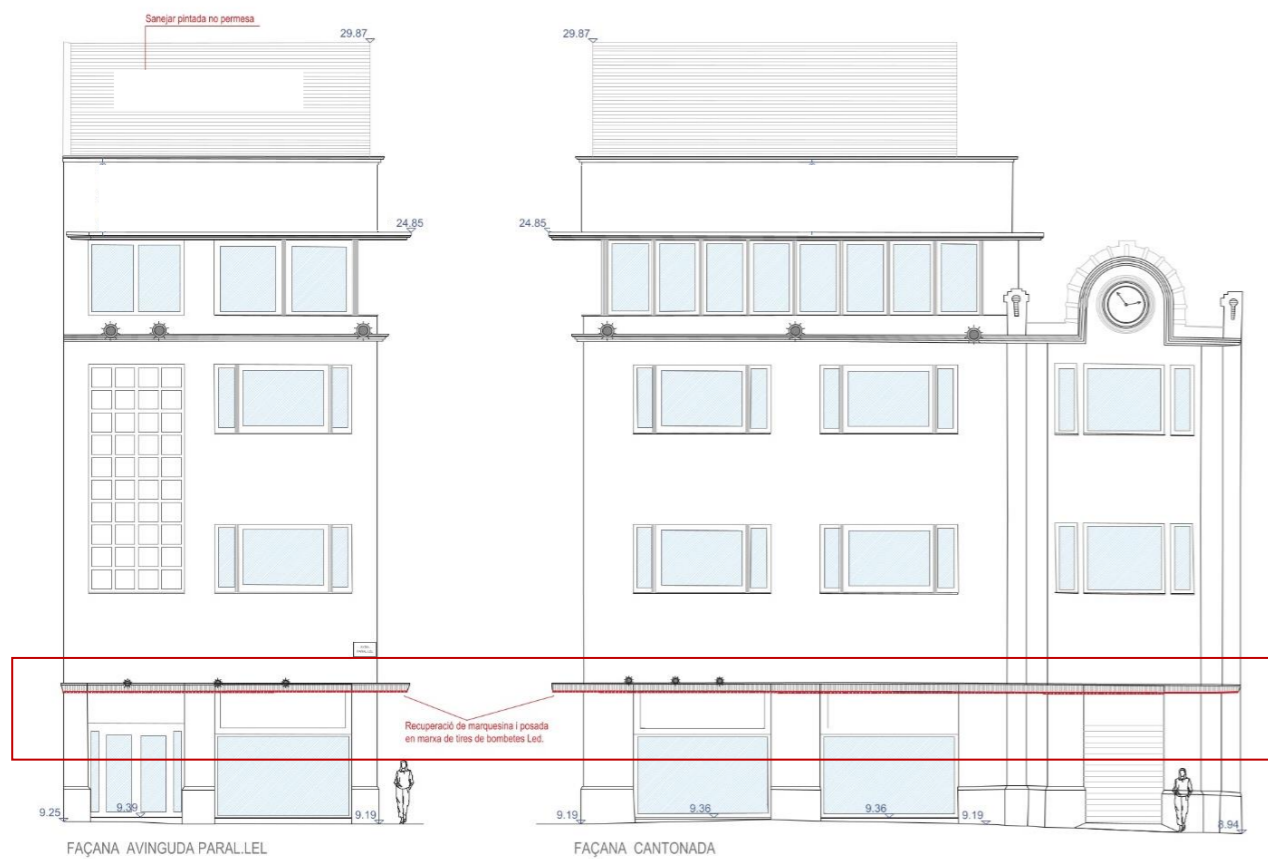 Sanejar pintada no permesa
29.87
29.87
24.85
24.85
PARAL.LEL
Recuperació de marquesina i posada
en marxa de tires de bombetes Led.
9.25
9.39
9.19
9.19
9.36
9.36
9.19
8.94
FAÇANA AVINGUDA PARAL.LEL
FAÇANA CANTONADA